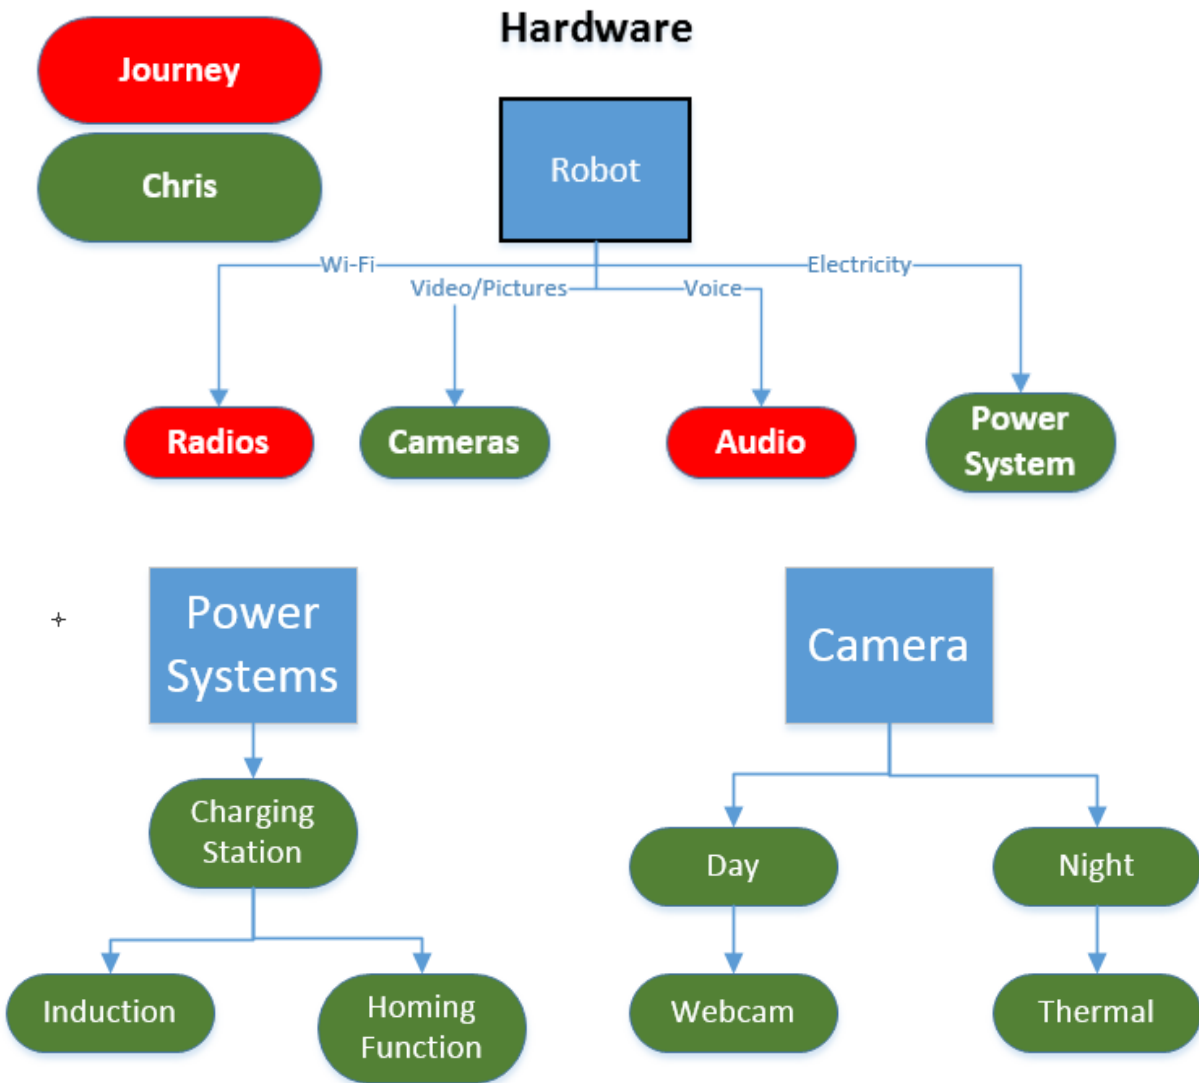 Hardware
Journey
Chris
Robot
Wi-Fi
Electricity
Video/Pictures
Voice
Radios
Cameras
Audio
Power
System
Power
Systems
Camera
Charging
Station
Day
Night
Induction
Homing
Function
Webcam
Thermal